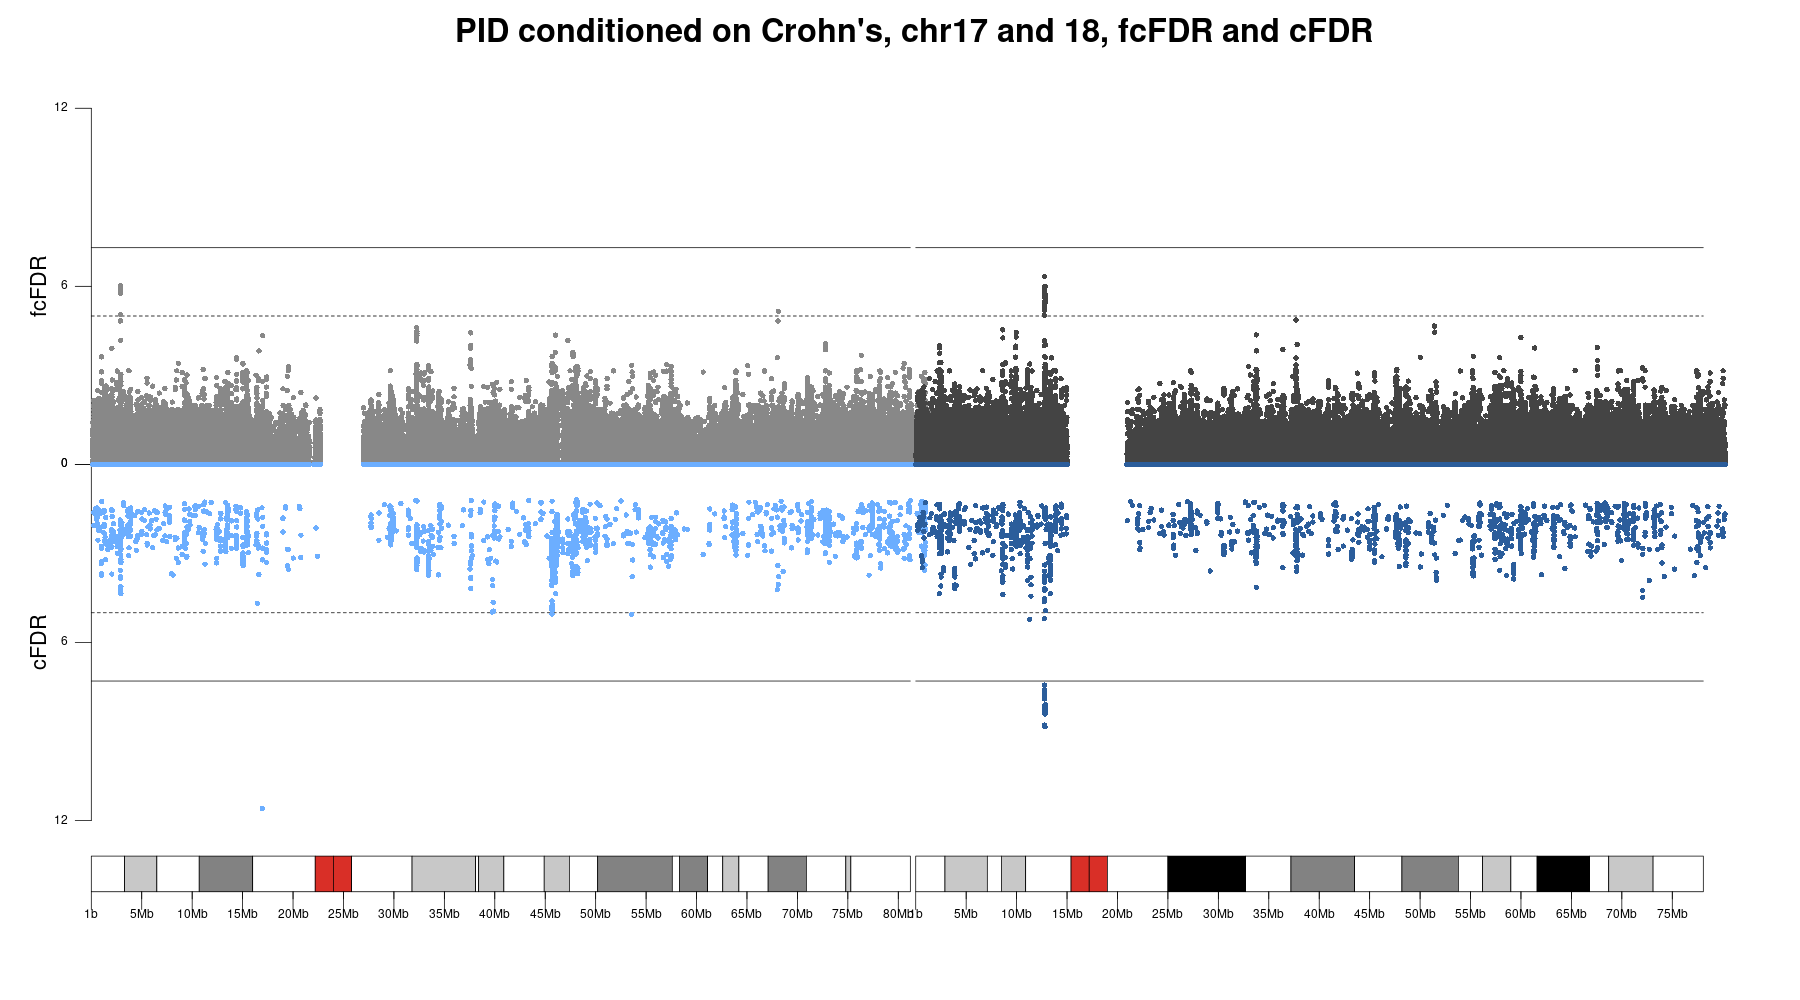 PID conditioned on Crohn's, chr17 and 18, fcFDR and cFDR
12
fcFDR
6
0
cFDR
6
12
1b 5Mb 10Mb 15Mb 20Mb 25Mb 30Mb 35Mb 40Mb 45Mb 50Mb 55Mb 60Mb 65Mb 70Mb 75Mb 80Mb b 5Mb 10Mb 15Mb 20Mb 25Mb 30Mb 35Mb 40Mb 45Mb 50Mb 55Mb 60Mb 65Mb 70Mb 75Mb